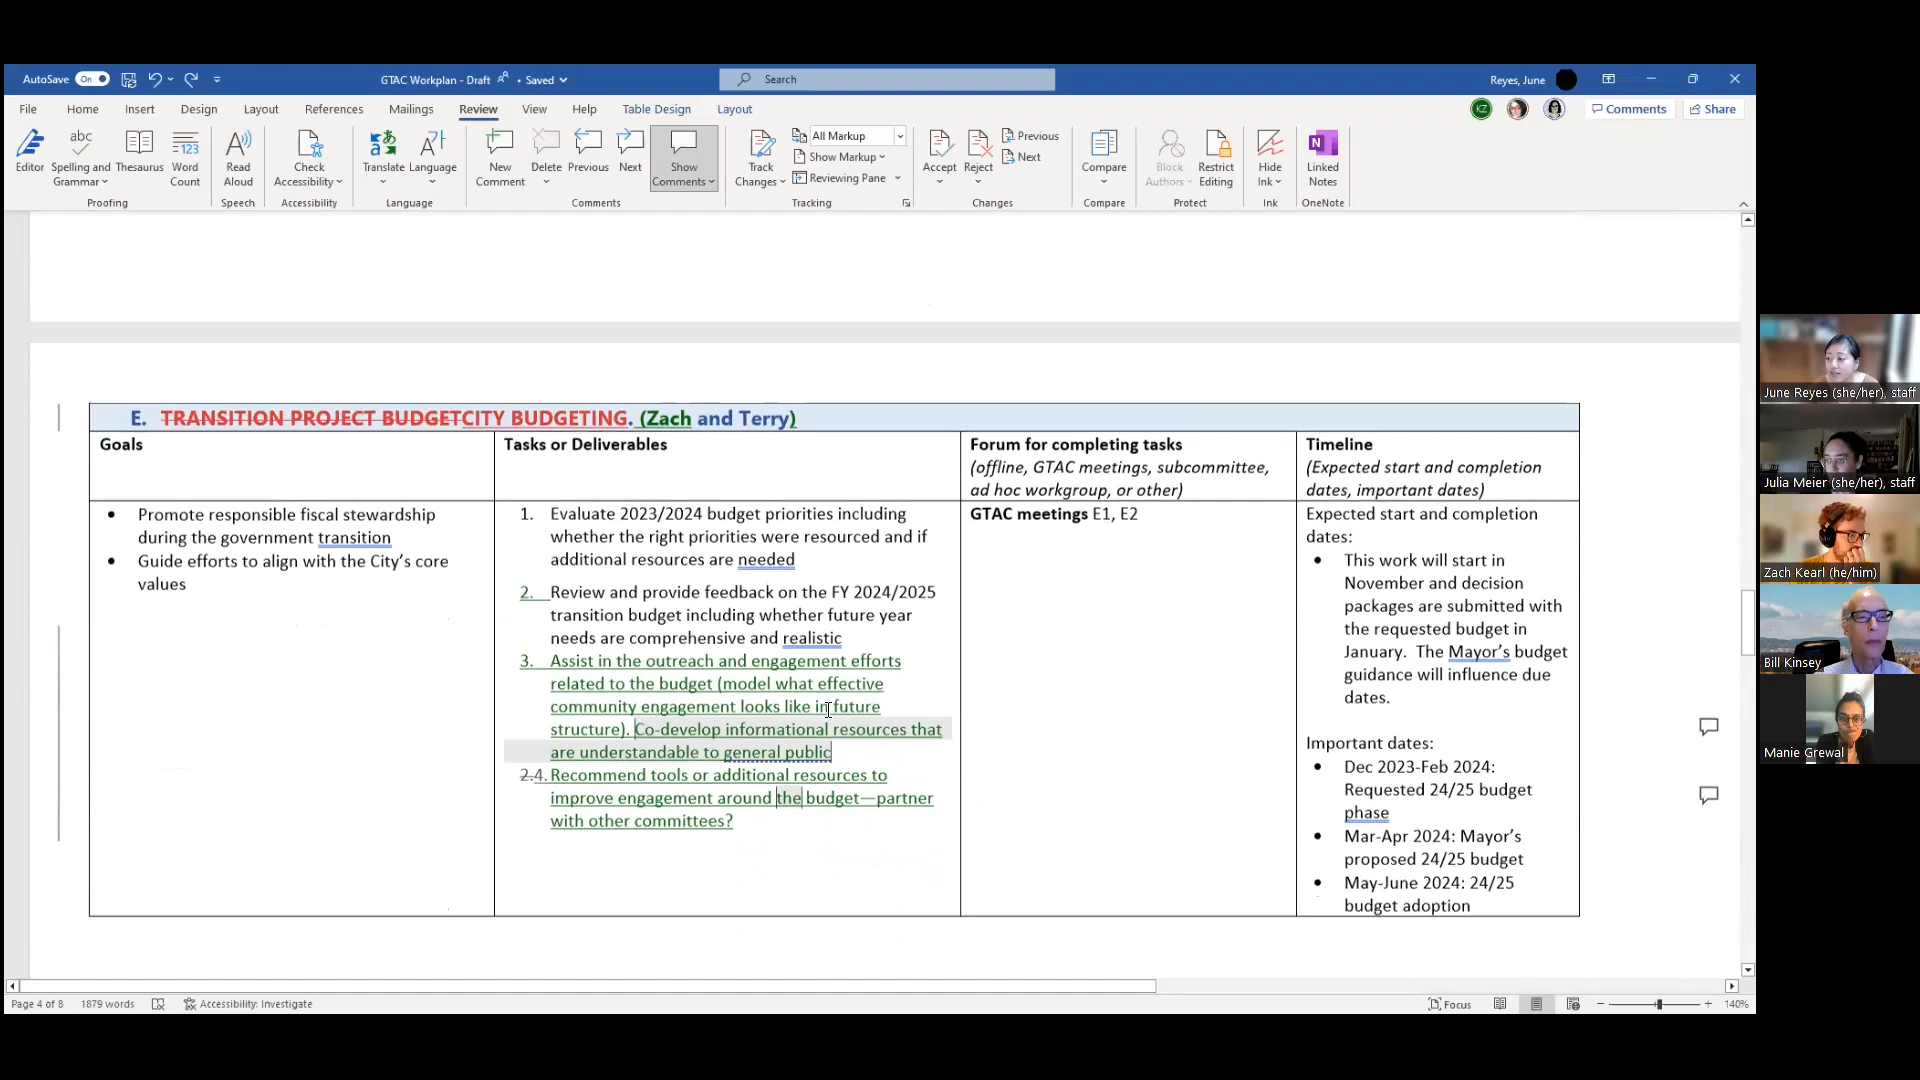 AutoSave On GTAC Workplan - Draft • Saved Search Reyes, June
File Home Insert Design Layout References Mailings Review View Help Table Design Layout KZ Comments Share
Editor
Spelling and Grammar
Thesaurus
Word Count
Read Aloud
Check Accessibility
Translate
Language
New Comment
Delete
Previous
Next
Show Comments
Track Changes
All Markup
Show Markup
Reviewing Pane
Accept
Reject
Previous
Next
Compare
Block Authors
Restrict Editing
Hide Ink
Linked Notes
Proofing Speech Accessibility Language Comments Tracking Changes Compare Protect Ink OneNote
E. TRANSITION PROJECT BUDGETCITY BUDGETING. (Zach and Terry)
Goals
Tasks or Deliverables
Forum for completing tasks
(offline, GTAC meetings, subcommittee,
ad hoc workgroup, or other)
Timeline
(Expected start and completion
dates, important dates)
• Promote responsible fiscal stewardship
during the government transition
• Guide efforts to align with the City's core
values
1. Evaluate 2023/2024 budget priorities including
whether the right priorities were resourced and if
additional resources are needed
2. Review and provide feedback on the FY 2024/2025
transition budget including whether future year
needs are comprehensive and realistic
3. Assist in the outreach and engagement efforts
related to the budget (model what effective
community engagement looks like in future
structure). Co-develop informational resources that
are understandable to general public
2.4. Recommend tools or additional resources to
improve engagement around the budget—partner
with other committees?
GTAC meetings E1, E2
Expected start and completion
dates:
• This work will start in
November and decision
packages are submitted with
the requested budget in
January. The Mayor's budget
guidance will influence due
dates.
Important dates:
• Dec 2023-Feb 2024:
Requested 24/25 budget
phase
• Mar-Apr 2024: Mayor's
proposed 24/25 budget
• May-June 2024: 24/25
budget adoption
Page 4 of 8 1879 words Accessibility: Investigate Focus 140%
June Reyes (she/her), staff
Julia Meier (she/her), staff
Zach Kearl (he/him)
Bill Kinsey
Manie Grewal